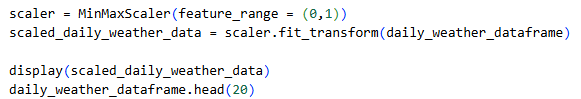 scaler = MinMaxScaler(feature_range = (0,1))
scaled_daily_weather_data = scaler.fit_transform(daily_weather_dataframe)
display(scaled_daily_weather_data)
daily_weather_dataframe.head(20)